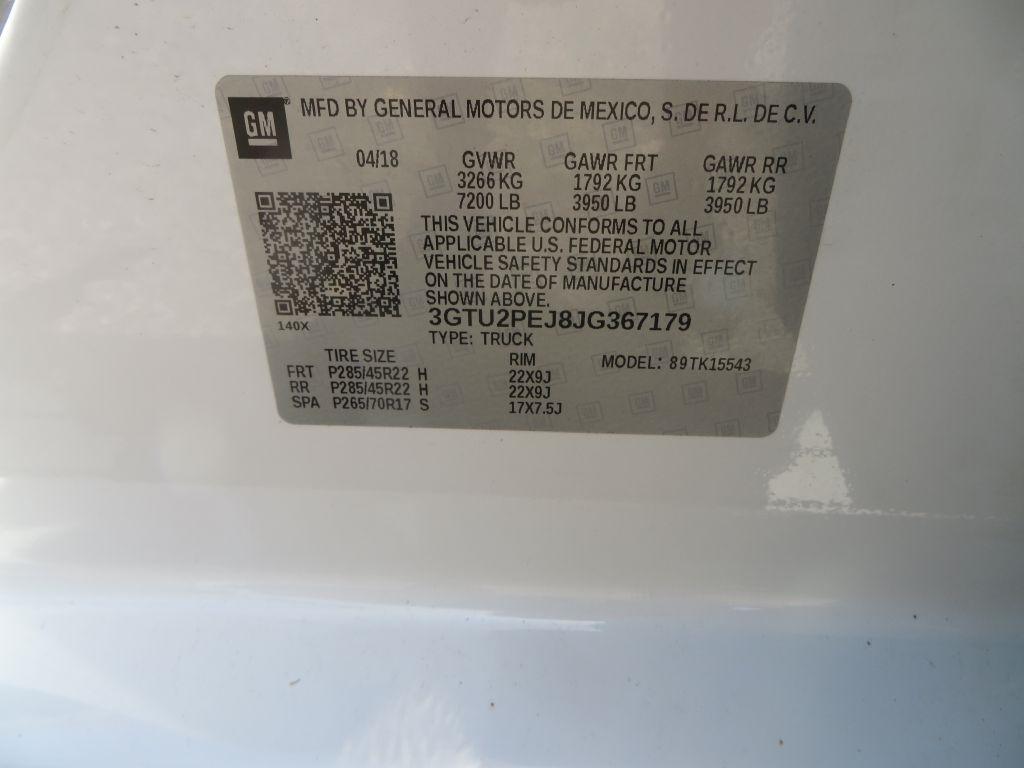 GM ® MFD BY GENERAL MOTORS DE MEXICO, S. DE R.L. DE C.V.
04/18 GVWR GAWR FRT GAWR RR
3266 KG 1792 KG 1792 KG
7200 LB 3950 LB 3950 LB
THIS VEHICLE CONFORMS TO ALL
APPLICABLE U.S. FEDERAL MOTOR
VEHICLE SAFETY STANDARDS IN EFFECT
ON THE DATE OF MANUFACTURE
SHOWN ABOVE.
3GTU2PEJ8JG367179
140X
TYPE: TRUCK
TIRE SIZE RIM MODEL: 89TK15543
FRT P285/45R22 H 22X9J
RR P285/45R22 H 22X9J
SPA P265/70R17 S 17X7.5J